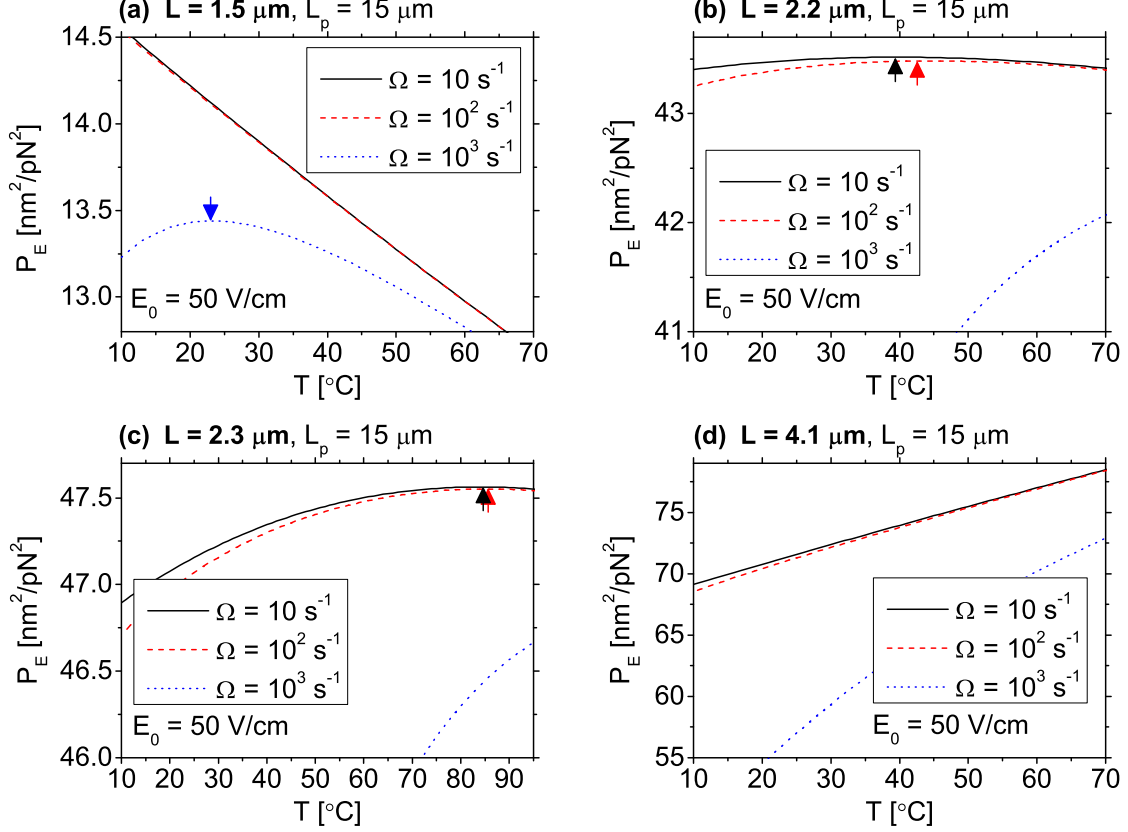 (a) L = 1.5 μm, Lₚ = 15 μm
14.5
14.0
13.5
13.0
P_E [nm²/pN²]
Ω = 10 s⁻¹
Ω = 10² s⁻¹
Ω = 10³ s⁻¹
E₀ = 50 V/cm
10 20 30 40 50 60 70
T [°C]
(b) L = 2.2 μm, Lₚ = 15 μm
43
42
41
P_E [nm²/pN²]
Ω = 10 s⁻¹
Ω = 10² s⁻¹
Ω = 10³ s⁻¹
E₀ = 50 V/cm
10 20 30 40 50 60 70
T [°C]
(c) L = 2.3 μm, Lₚ = 15 μm
47.5
47.0
46.5
46.0
P_E [nm²/pN²]
Ω = 10 s⁻¹
Ω = 10² s⁻¹
Ω = 10³ s⁻¹
E₀ = 50 V/cm
10 20 30 40 50 60 70 80 90
T [°C]
(d) L = 4.1 μm, Lₚ = 15 μm
75
70
65
60
55
P_E [nm²/pN²]
Ω = 10 s⁻¹
Ω = 10² s⁻¹
Ω = 10³ s⁻¹
E₀ = 50 V/cm
10 20 30 40 50 60 70
T [°C]